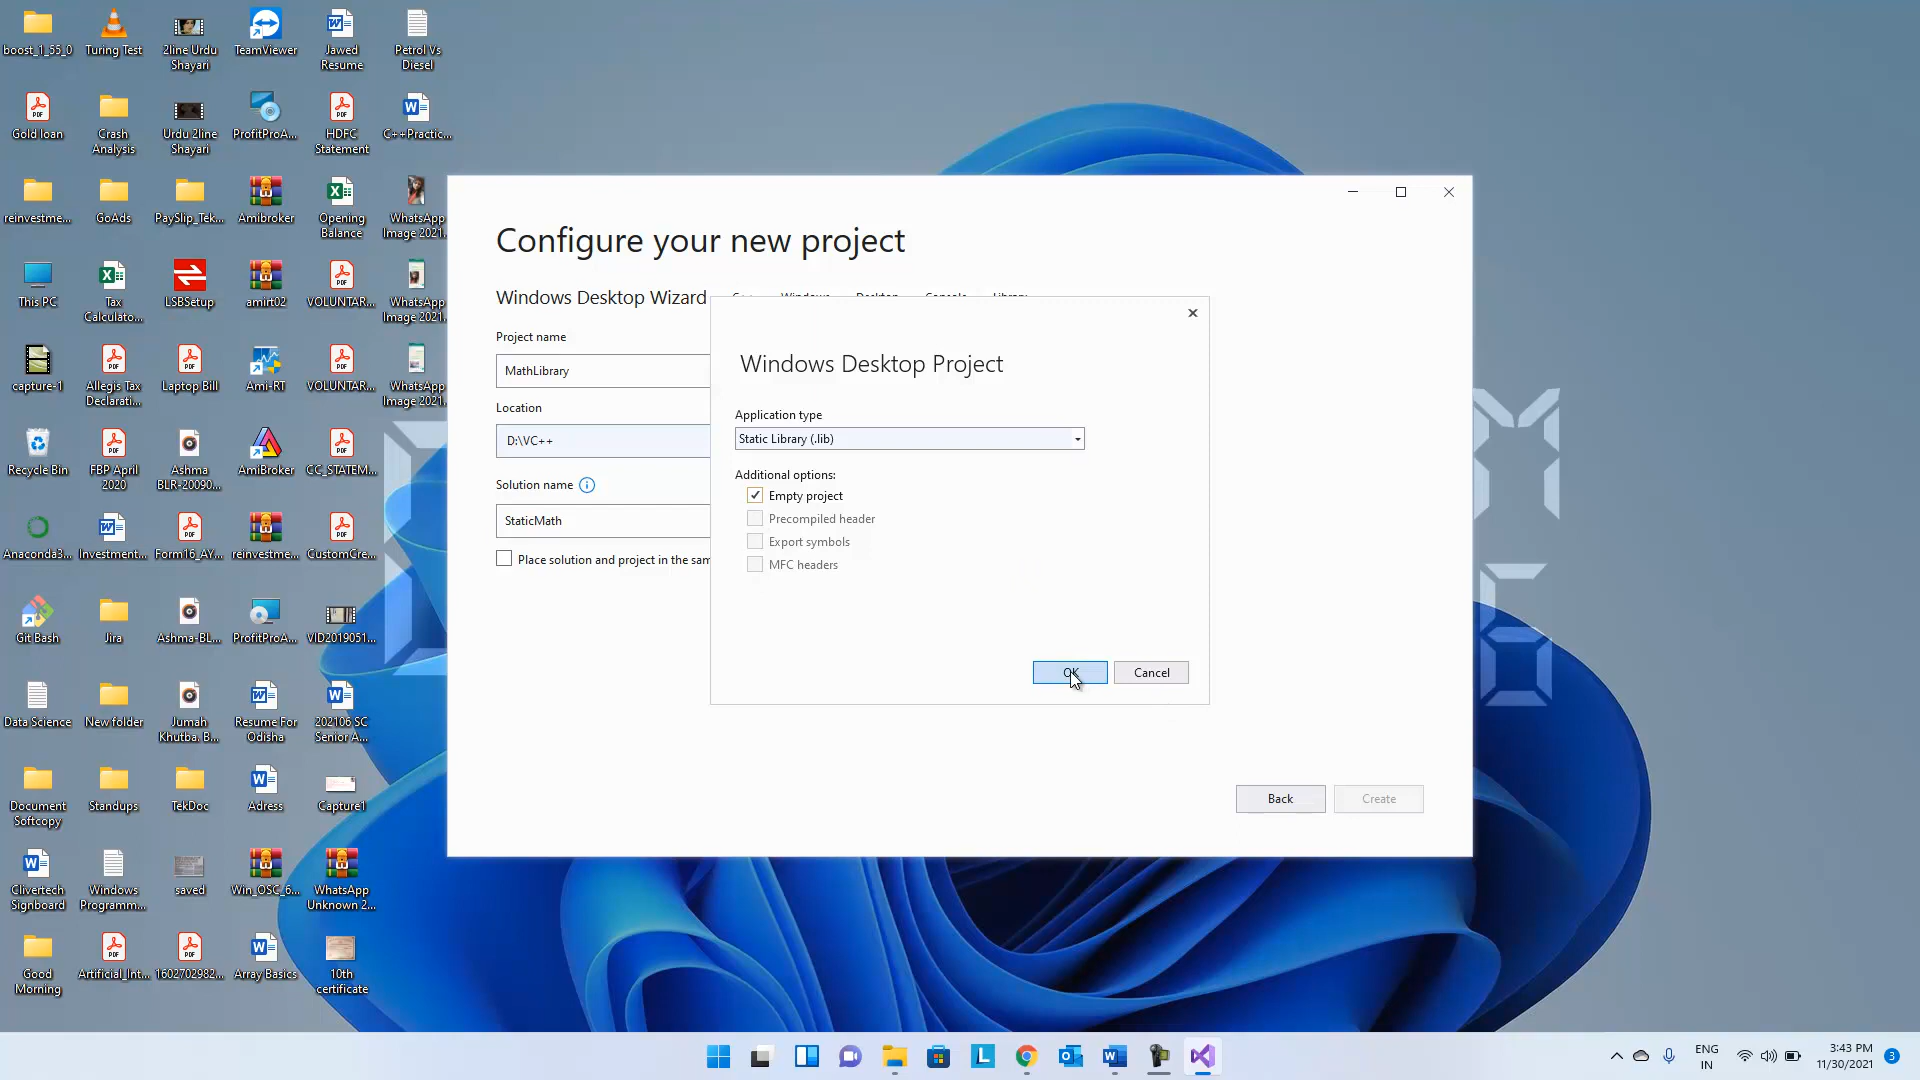 boost_1_55_0
Turing Test
2line Urdu
Shayari
TeamViewer
Jawed
Resume
Petrol Vs
Diesel
Gold loan
Crash
Analysis
Urdu 2line
Shayari
ProfitProA...
HDFC
Statement
C++Practic...
reinvestme...
GoAds
PaySlip_Tek...
Amibroker
Opening
Balance
WhatsApp
Image 2021...
This PC
Tax
Calculato...
LSBSetup
amirt02
VOLUNTAR...
WhatsApp
Image 2021...
capture-1
Allegis Tax
Declarati...
Laptop Bill
Ami-RT
VOLUNTAR...
WhatsApp
Image 2021...
Recycle Bin
FBP April
2020
Ashma
BLR-20090...
AmiBroker
CC_STATEM...
Anaconda3...
Investment...
Form16_AY...
reinvestme...
CustomCre...
Git Bash
Jira
Ashma-BL...
ProfitProA...
VID2019051...
Data Science
New folder
Jumah
Khutba. B...
Resume For
Odisha
202106 SC
Senior A...
Document
Softcopy
Standups
TekDoc
Adress
Capture1
Clivertech
Signboard
Windows
Programm...
saved
Win_OSC_6...
WhatsApp
Unknown 2...
Good
Morning
Artificial_Int...
1602702982...
Array Basics
10th
certificate
Configure your new project
Windows Desktop Wizard
Project name
MathLibrary
Location
D:\VC++
Solution name
StaticMath
Place solution and project in the sam
Windows Desktop Project
Application type
Static Library (.lib)
Additional options:
Empty project
Precompiled header
Export symbols
MFC headers
OK
Cancel
Back
Create
ENG
IN
3:43 PM
11/30/2021
3